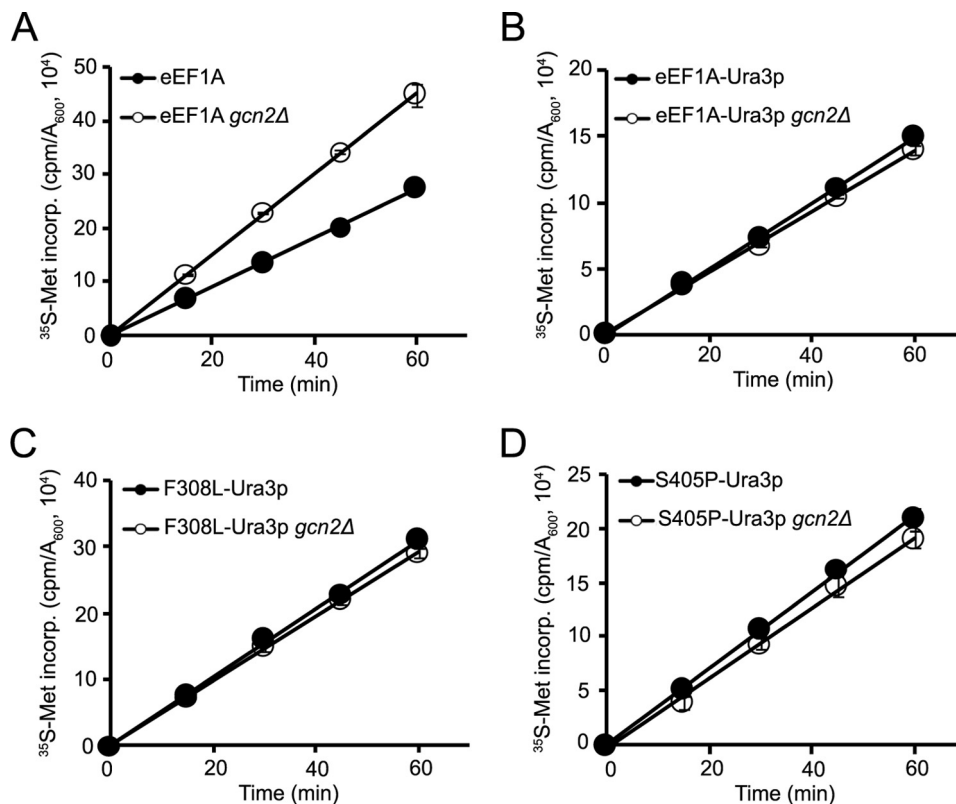 A
³⁵S-Met incorp. (cpm/A₆₀₀, 10⁴)
50
40
30
20
10
0
eEF1A
eEF1A gcn2Δ
0 20 40 60
Time (min)
B
³⁵S-Met incorp. (cpm/A₆₀₀, 10⁴)
20
15
10
5
0
eEF1A-Ura3p
eEF1A-Ura3p gcn2Δ
0 20 40 60
Time (min)
C
³⁵S-Met incorp. (cpm/A₆₀₀, 10⁴)
40
30
20
10
0
F308L-Ura3p
F308L-Ura3p gcn2Δ
0 20 40 60
Time (min)
D
³⁵S-Met incorp. (cpm/A₆₀₀, 10⁴)
25
20
15
10
5
0
S405P-Ura3p
S405P-Ura3p gcn2Δ
0 20 40 60
Time (min)